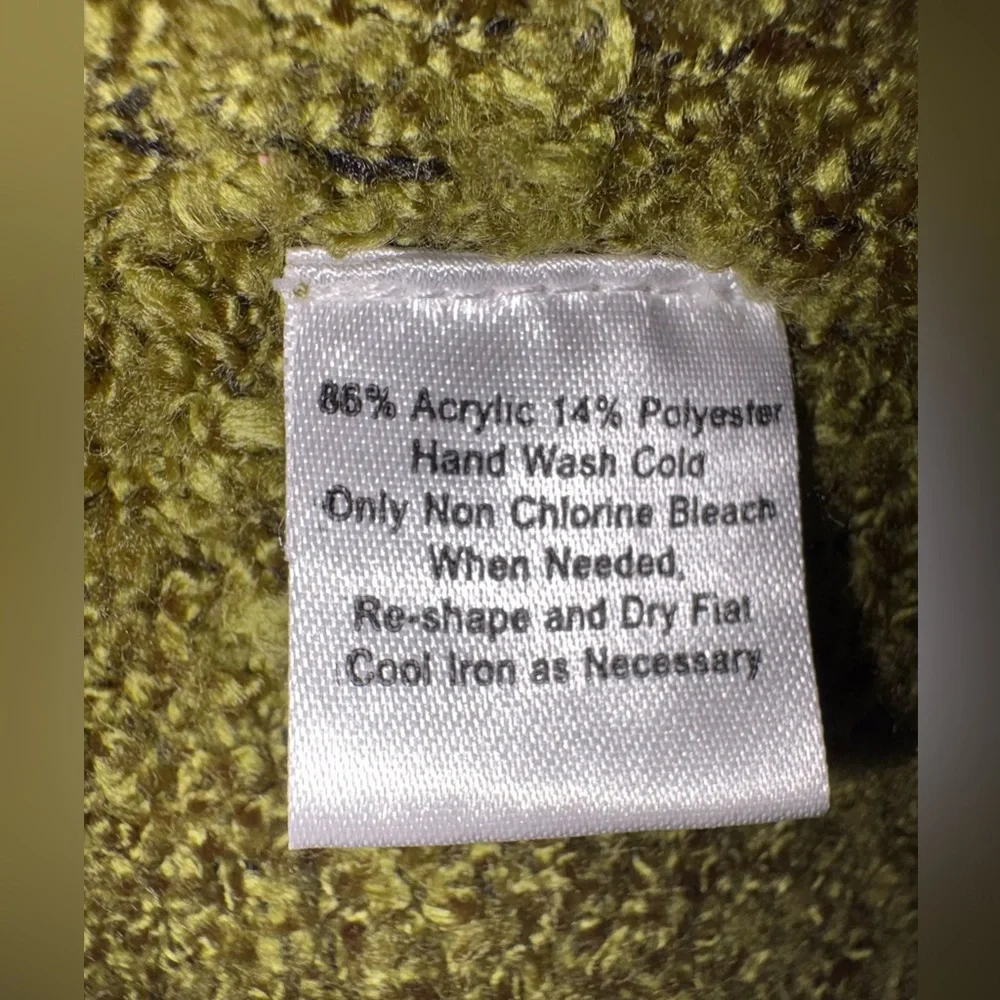 86% Acrylic 14% Polyester
Hand Wash Cold
Only Non Chlorine Bleach
When Needed.
Re-shape and Dry Flat
Cool Iron as Necessary